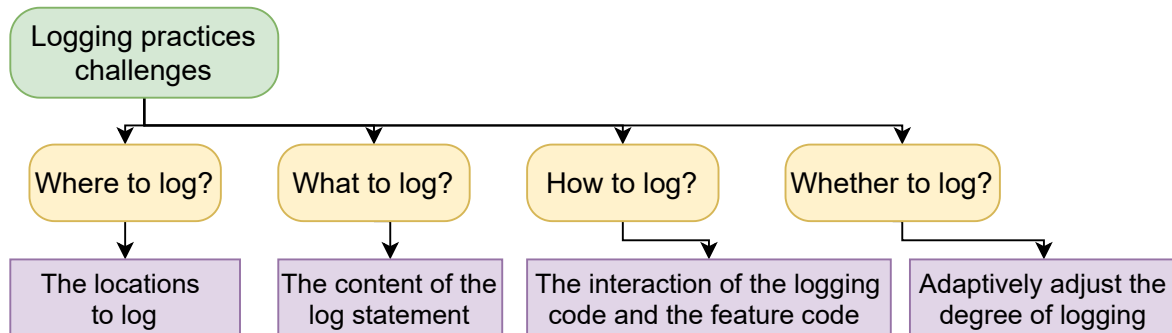 Logging practices
challenges
Where to log?
What to log?
How to log?
Whether to log?
The locations
to log
The content of the
log statement
The interaction of the logging
code and the feature code
Adaptively adjust the
degree of logging